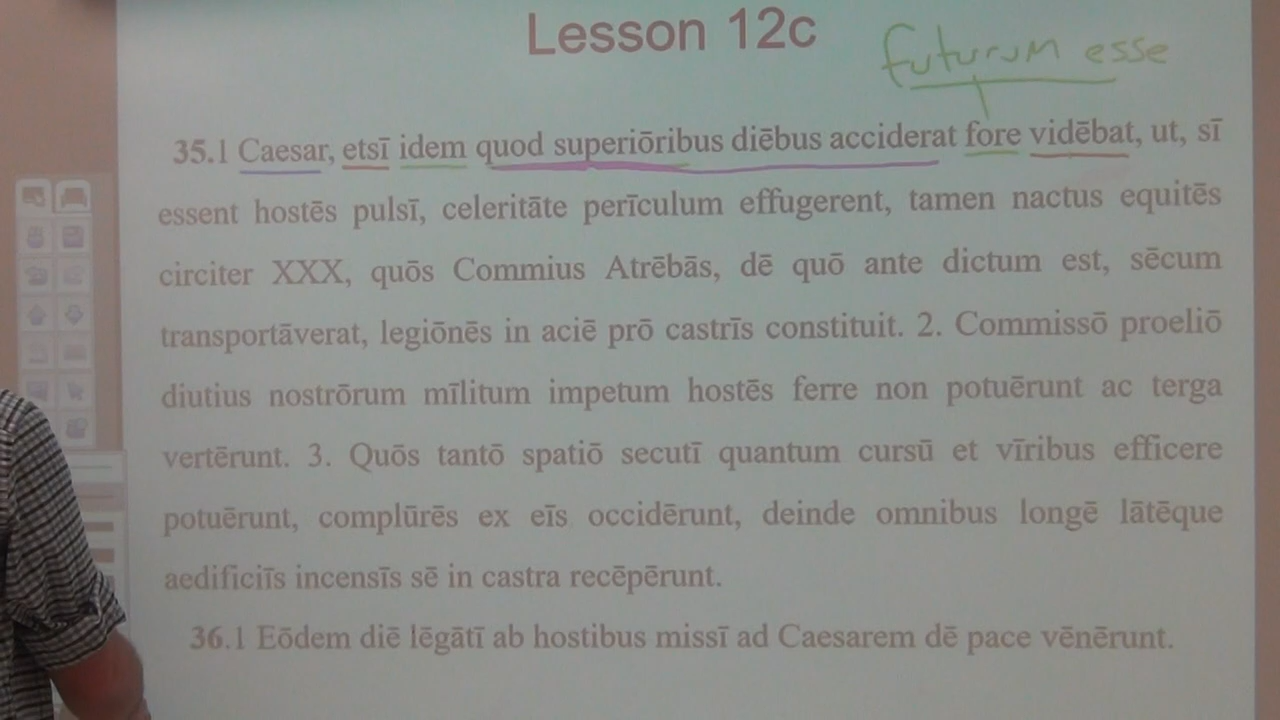 Lesson 12c
futurum esse
35.1 Caesar, etsī idem quod superiōribus diēbus acciderat fore vidēbat, ut, sī
essent hostēs pulsī, celeritāte perīculum effugerent, tamen nactus equitēs
circiter XXX, quōs Commius Atrēbās, dē quō ante dictum est, sēcum
transportāverat, legiōnēs in aciē prō castrīs constituit. 2. Commissō proeliō
diutius nostrōrum mīlitum impetum hostēs ferre non potuērunt ac terga
vertērunt. 3. Quōs tantō spatiō secutī quantum cursū et vīribus efficere
potuērunt, complūrēs ex eīs occidērunt, deinde omnibus longē lātēque
aedificiīs incensīs sē in castra recēpērunt.
36.1 Eōdem diē lēgātī ab hostibus missī ad Caesarem dē pace vēnērunt.